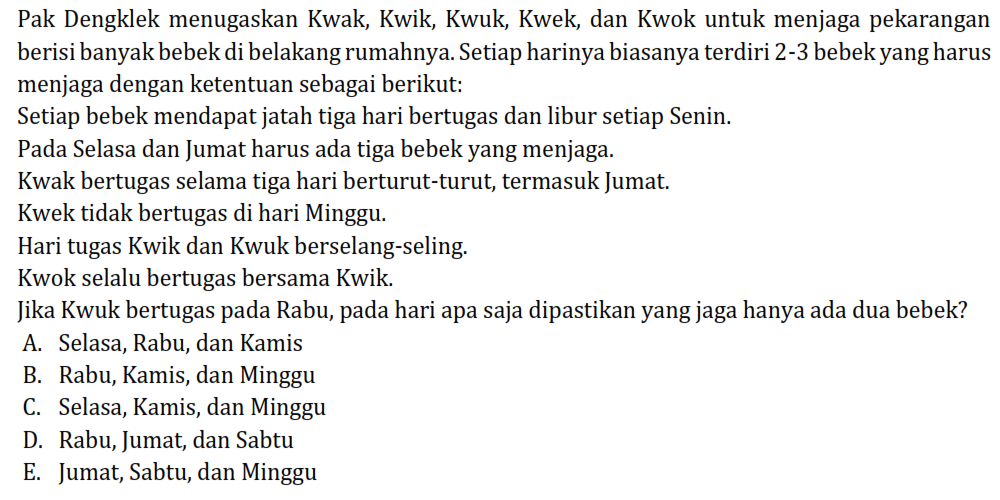 Pak Dengklek menugaskan Kwak, Kwik, Kwuk, Kwek, dan Kwok untuk menjaga pekarangan
berisi banyak bebek di belakang rumahnya. Setiap harinya biasanya terdiri 2-3 bebek yang harus
menjaga dengan ketentuan sebagai berikut:
Setiap bebek mendapat jatah tiga hari bertugas dan libur setiap Senin.
Pada Selasa dan Jumat harus ada tiga bebek yang menjaga.
Kwak bertugas selama tiga hari berturut-turut, termasuk Jumat.
Kwek tidak bertugas di hari Minggu.
Hari tugas Kwik dan Kwuk berselang-seling.
Kwok selalu bertugas bersama Kwik.
Jika Kwuk bertugas pada Rabu, pada hari apa saja dipastikan yang jaga hanya ada dua bebek?
A. Selasa, Rabu, dan Kamis
B. Rabu, Kamis, dan Minggu
C. Selasa, Kamis, dan Minggu
D. Rabu, Jumat, dan Sabtu
E. Jumat, Sabtu, dan Minggu